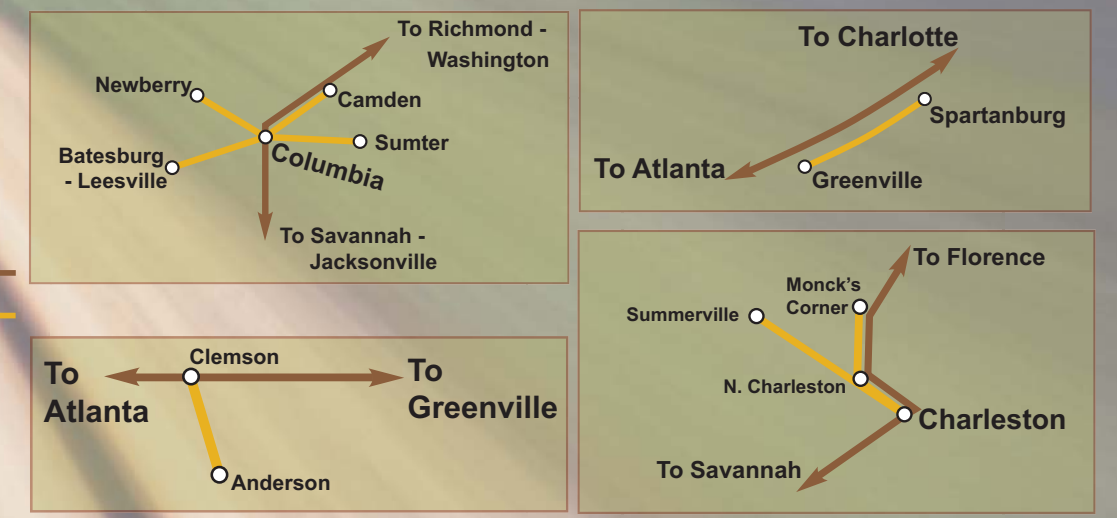 To Richmond -
Washington
Newberry
Camden
Sumter
Batesburg
- Leesville
Columbia
To Savannah -
Jacksonville
To Charlotte
Spartanburg
To Atlanta
Greenville
Clemson
To
Atlanta
To
Greenville
Anderson
To Florence
Monck's
Corner
Summerville
N. Charleston
Charleston
To Savannah